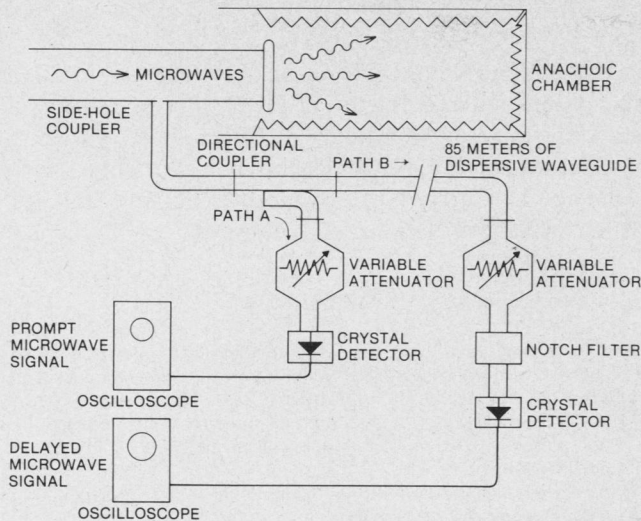 MICROWAVES
ANACHOIC
CHAMBER
SIDE-HOLE
COUPLER
DIRECTIONAL
COUPLER
PATH B →
85 METERS OF
DISPERSIVE WAVEGUIDE
PATH A
VARIABLE
ATTENUATOR
VARIABLE
ATTENUATOR
PROMPT
MICROWAVE
SIGNAL
CRYSTAL
DETECTOR
NOTCH FILTER
OSCILLOSCOPE
CRYSTAL
DETECTOR
DELAYED
MICROWAVE
SIGNAL
OSCILLOSCOPE